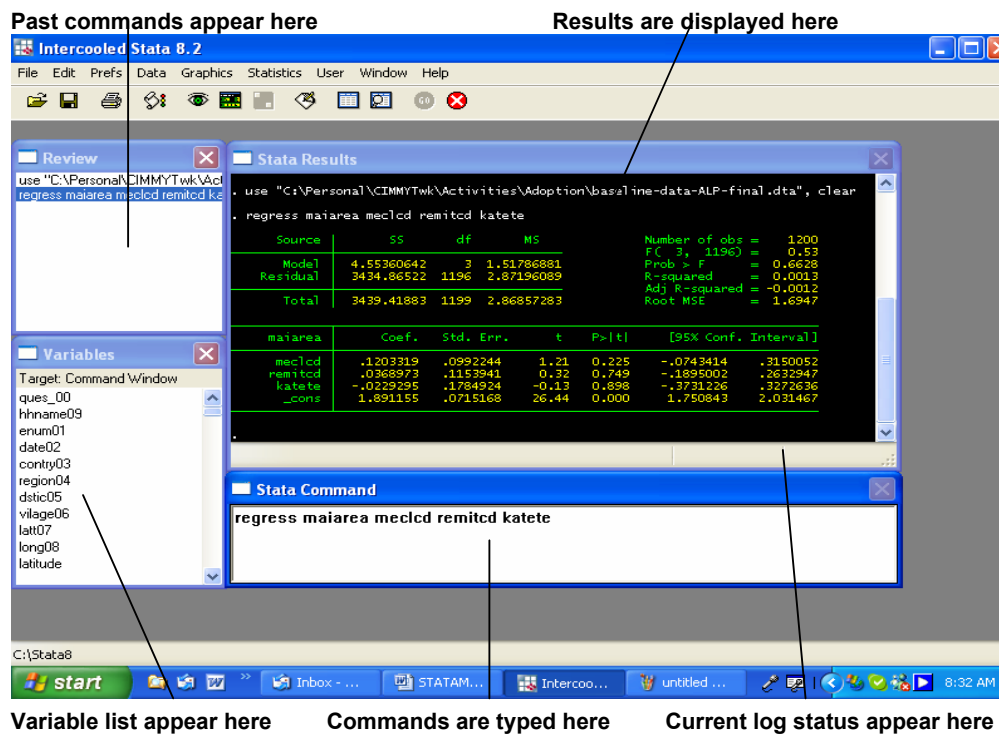 Past commands appear here
Results are displayed here
Intercooled Stata 8.2
File Edit Prefs Data Graphics Statistics User Window Help
GO
Review
use "C:\Personal\CIMMYTwk\Act
regress maiarea meclcd remitcd ka
Stata Results
. use "C:\Personal\CIMMYTwk\Activities\Adoption\baseline-data-ALP-final.dta", clear
. regress maiarea meclcd remitcd katete
Source | SS df MS Number of obs = 1200
F( 3, 1196) = 0.53
Model | 4.55360642 3 1.51786881 Prob > F = 0.6628
Residual | 3434.86522 1196 2.87196089 R-squared = 0.0013
Adj R-squared = -0.0012
Total | 3439.41883 1199 2.86857283 Root MSE = 1.6947
maiarea | Coef. Std. Err. t P>|t| [95% Conf. Interval]
meclcd | .1203319 .0992244 1.21 0.225 -.0743414 .3150052
remitcd | .0368973 .1153941 0.32 0.749 -.1895002 .2632947
katete | -.0229295 .1784924 -0.13 0.898 -.3731226 .3272636
_cons | 1.891155 .0715168 26.44 0.000 1.750843 2.031467
.
Variables
Target: Command Window
ques_00
hhname09
enum01
date02
contry03
region04
dstic05
vilage06
latt07
long08
latitude
Stata Command
regress maiarea meclcd remitcd katete
C:\Stata8
start
Inbox - ...
STATAM...
Intercoo...
untitled ...
8:32 AM
Variable list appear here
Commands are typed here
Current log status appear here